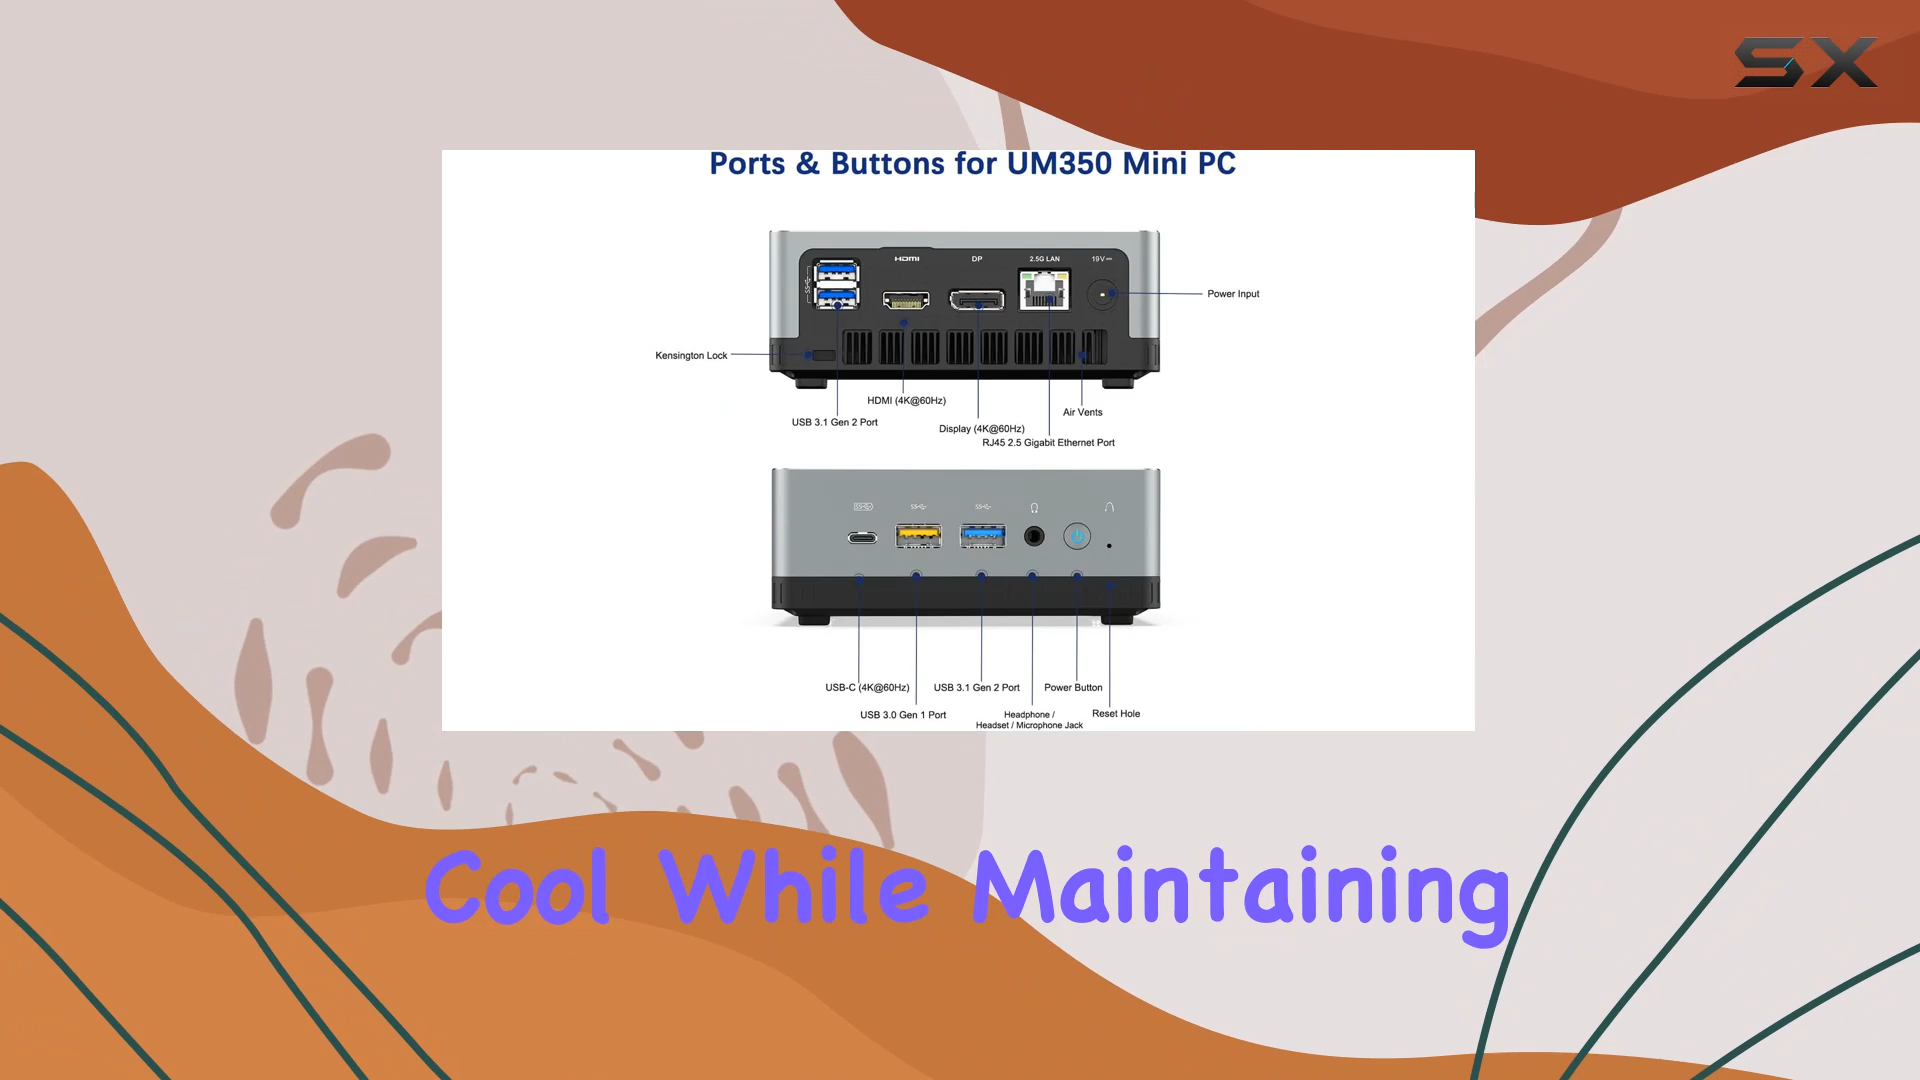 SX
Ports & Buttons for UM350 Mini PC
HDMI
DP
2.5G LAN
19V
Power Input
Kensington Lock
HDMI (4K@60Hz)
Air Vents
USB 3.1 Gen 2 Port
Display (4K@60Hz)
RJ45 2.5 Gigabit Ethernet Port
USB-C (4K@60Hz)
USB 3.1 Gen 2 Port
Power Button
USB 3.0 Gen 1 Port
Headphone /
Headset / Microphone Jack
Reset Hole
Cool While Maintaining